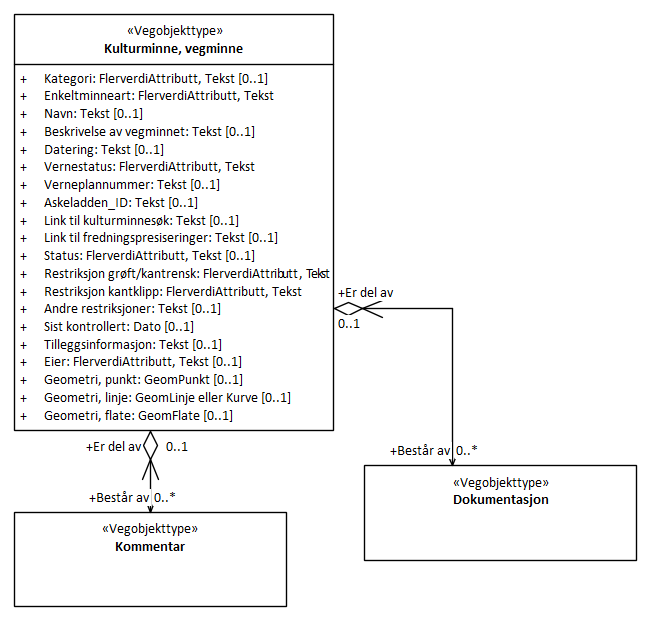 «Vegobjekttype»
Kulturminne, vegminne
+ Kategori: FlerverdiAttributt, Tekst [0..1]
+ Enkeltminneart: FlerverdiAttributt, Tekst
+ Navn: Tekst [0..1]
+ Beskrivelse av vegminnet: Tekst [0..1]
+ Datering: Tekst [0..1]
+ Vernestatus: FlerverdiAttributt, Tekst
+ Verneplannummer: Tekst [0..1]
+ Askeladden_ID: Tekst [0..1]
+ Link til kulturminnesøk: Tekst [0..1]
+ Link til fredningspresiseringer: Tekst [0..1]
+ Status: FlerverdiAttributt, Tekst [0..1]
+ Restriksjon grøft/kantrensk: FlerverdiAttributt, Tekst
+ Restriksjon kantklipp: FlerverdiAttributt, Tekst
+ Andre restriksjoner: Tekst [0..1]
+ Sist kontrollert: Dato [0..1]
+ Tilleggsinformasjon: Tekst [0..1]
+ Eier: FlerverdiAttributt, Tekst [0..1]
+ Geometri, punkt: GeomPunkt [0..1]
+ Geometri, linje: GeomLinje eller Kurve [0..1]
+ Geometri, flate: GeomFlate [0..1]
+Er del av
0..1
+Er del av 0..1
+Består av 0..*
+Består av 0..*
«Vegobjekttype»
Dokumentasjon
«Vegobjekttype»
Kommentar